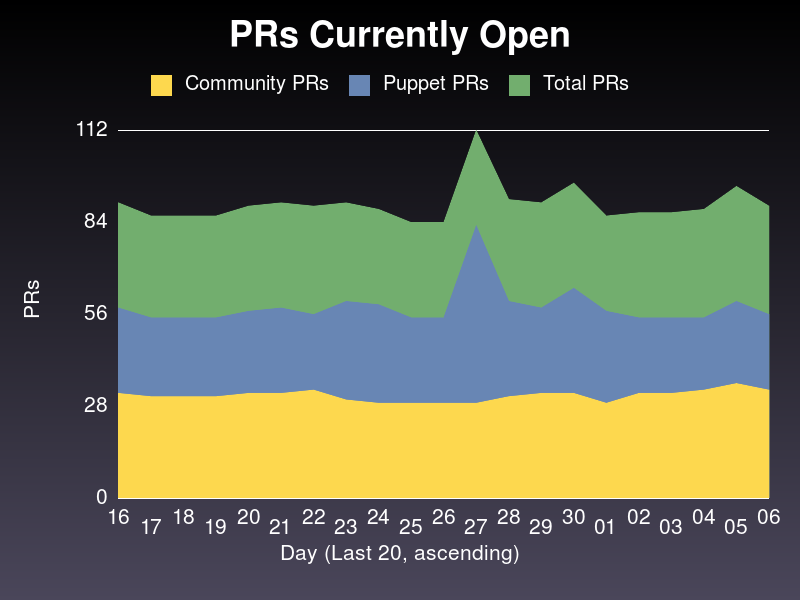 PRs Currently Open
Community PRs Puppet PRs Total PRs
112
84
56
28
0
PRs
16 17 18 19 20 21 22 23 24 25 26 27 28 29 30 01 02 03 04 05 06
Day (Last 20, ascending)